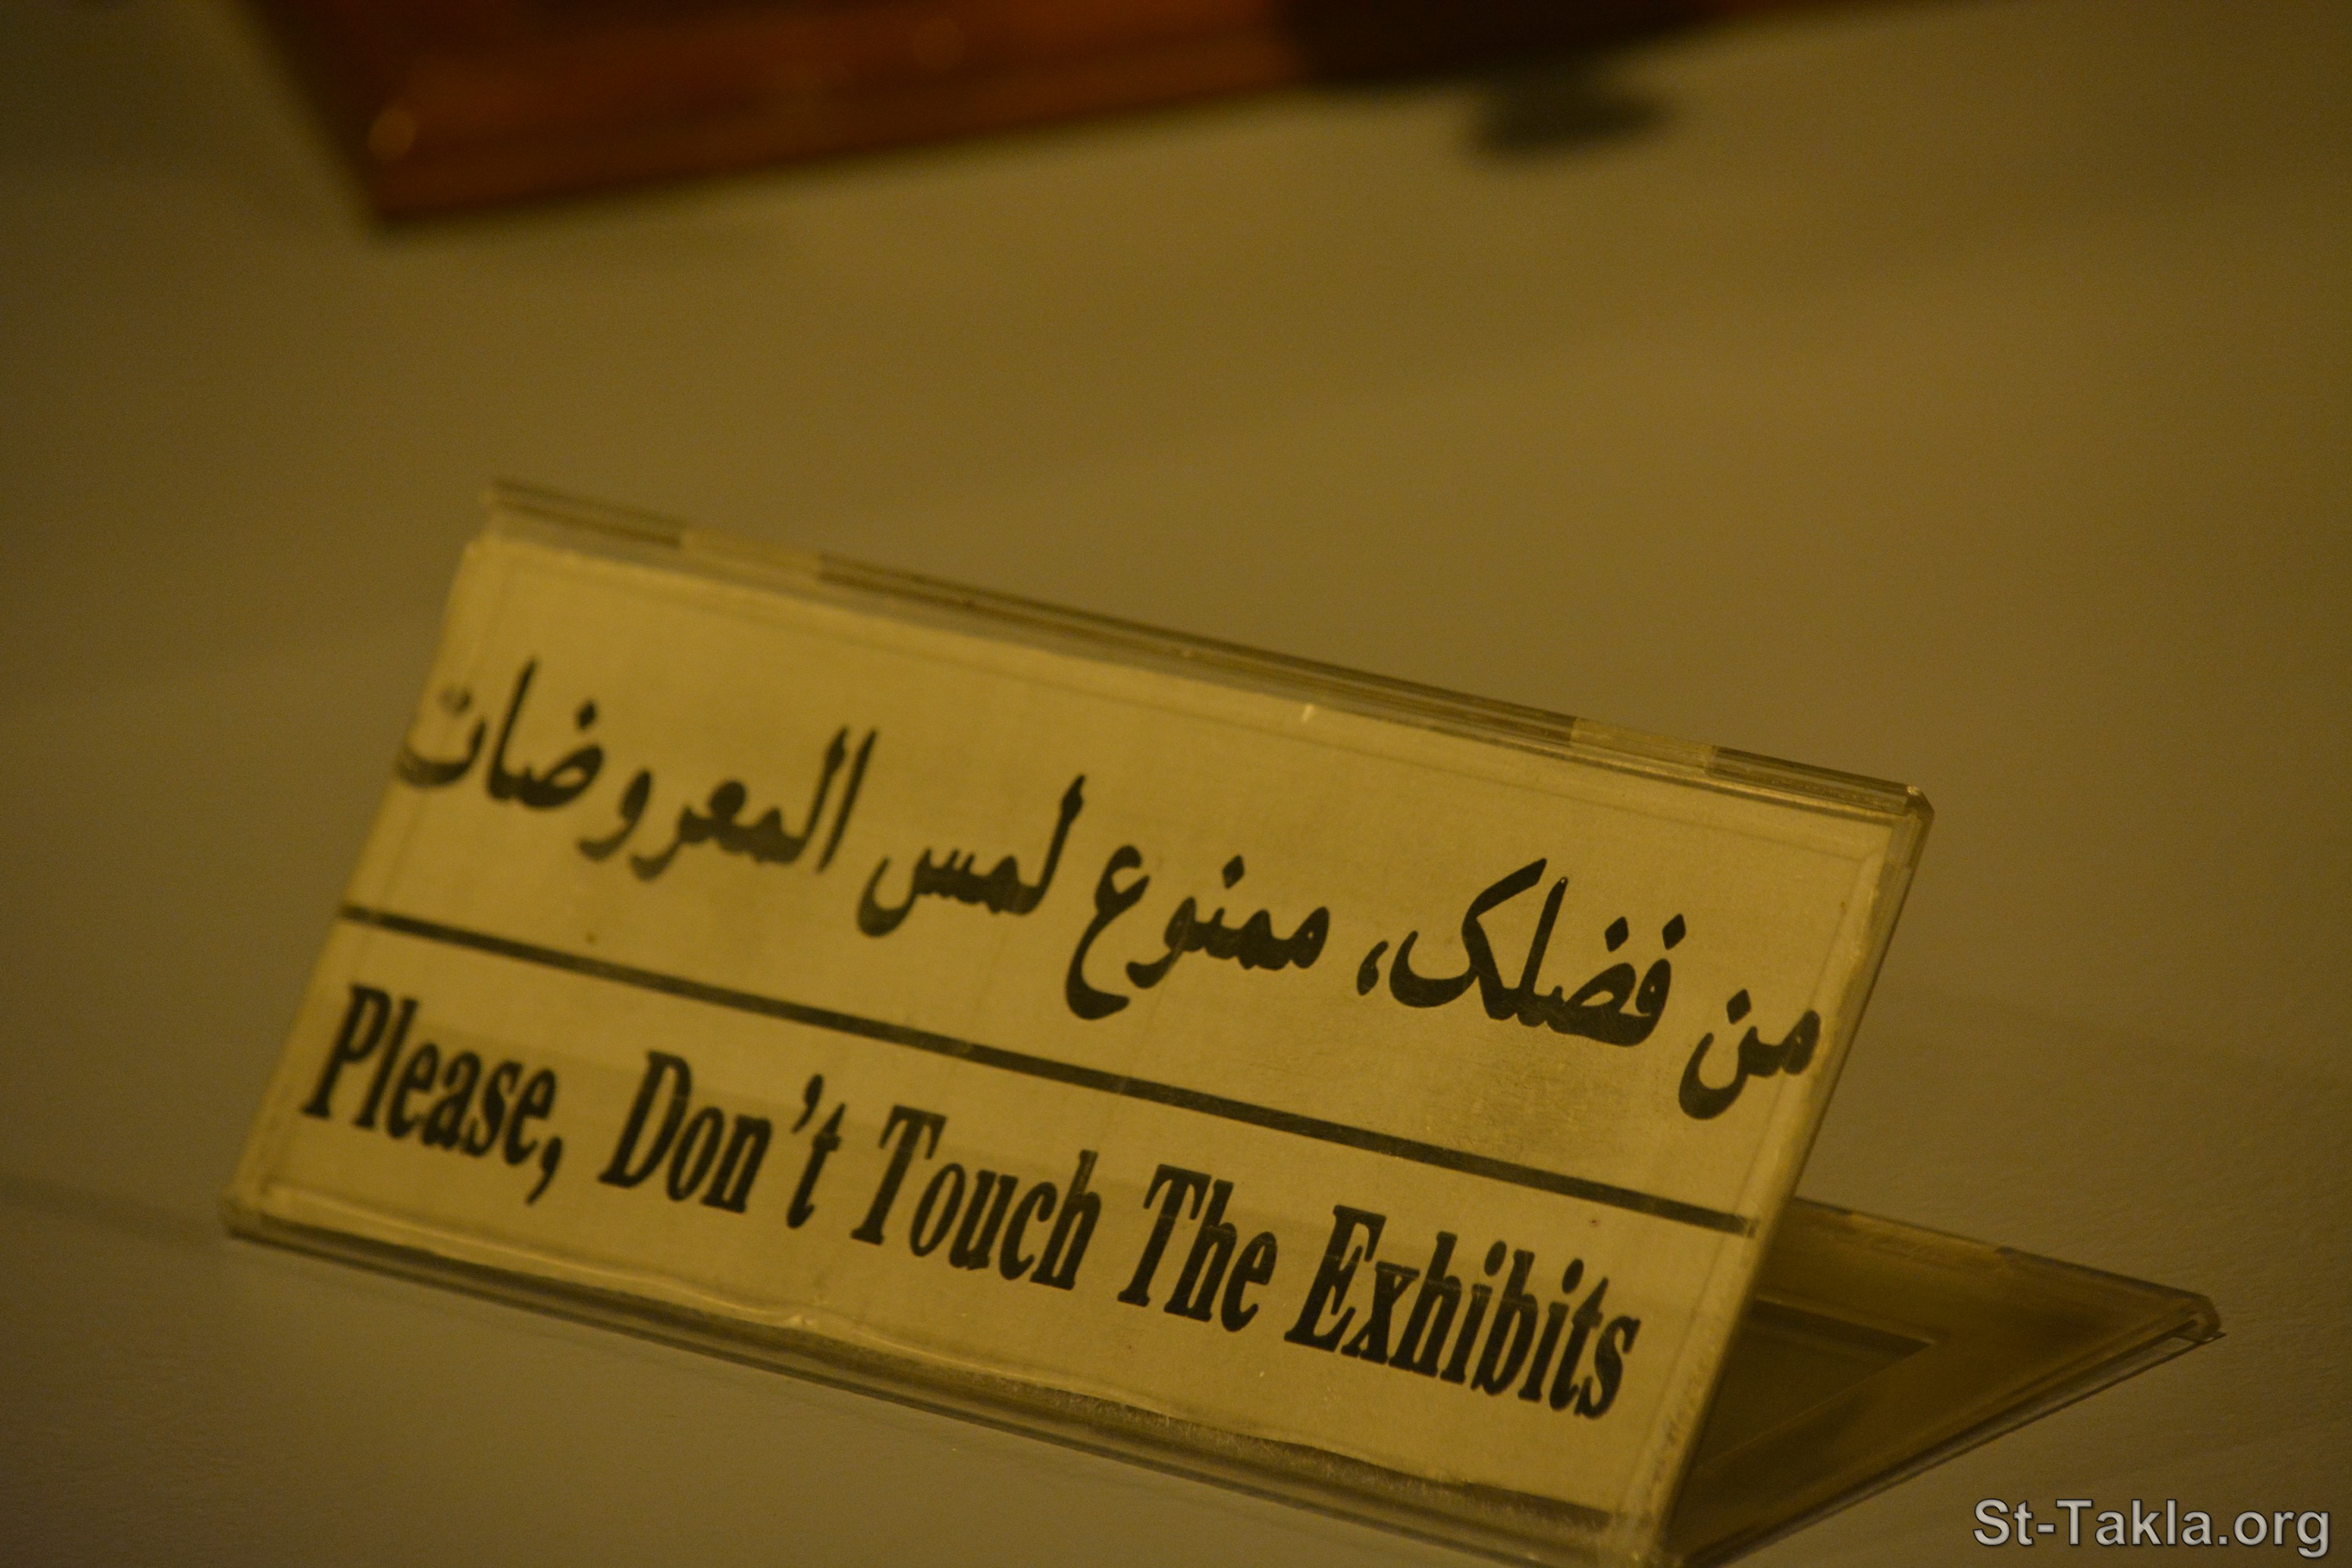 من فضلك، ممنوع لمس المعروضات
Please, Don't Touch The Exhibits
St-Takla.org